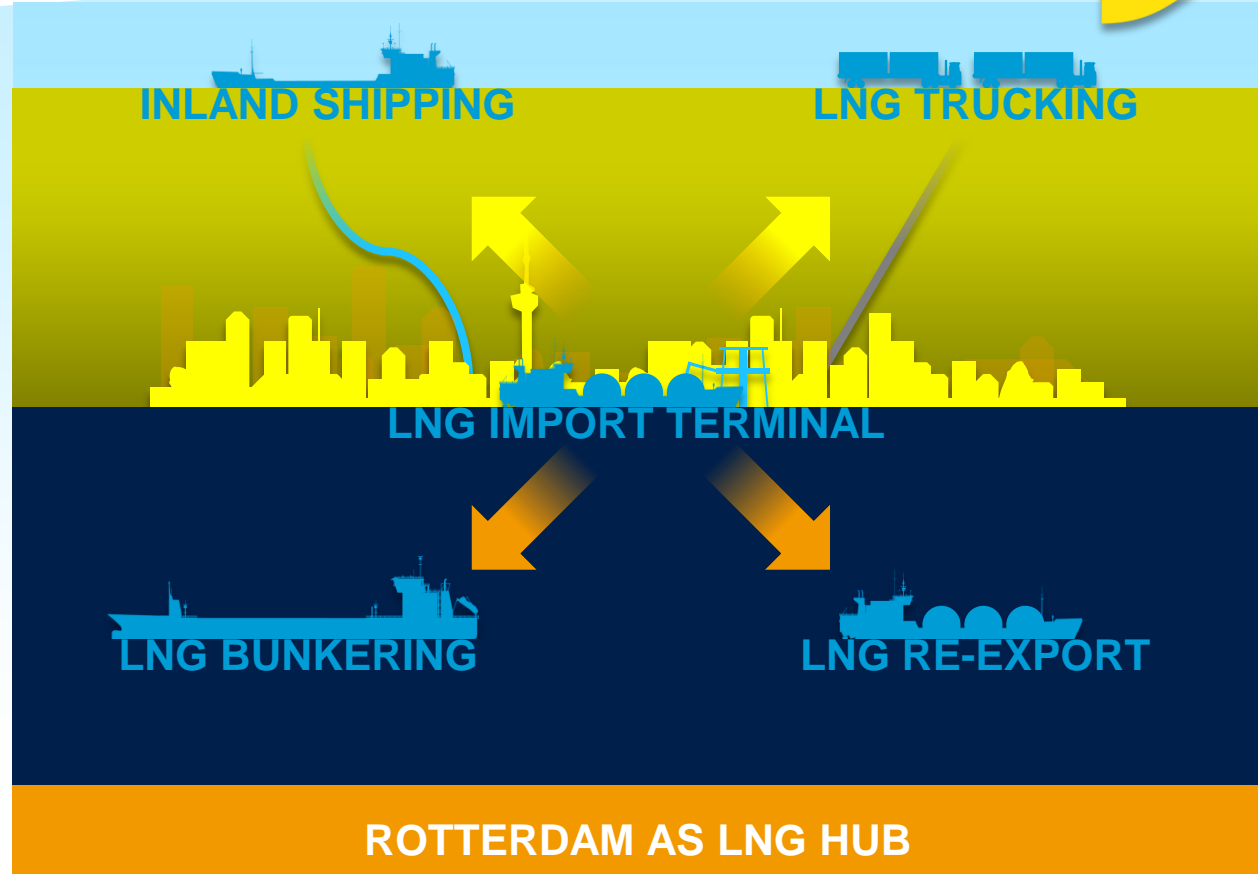 INLAND SHIPPING
LNG TRUCKING
LNG IMPORT TERMINAL
LNG BUNKERING
LNG RE-EXPORT
ROTTERDAM AS LNG HUB